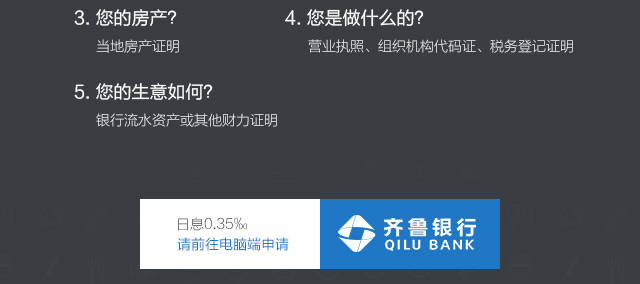 3. 您的房产?
当地房产证明
4. 您是做什么的?
营业执照、组织机构代码证、税务登记证明
5. 您的生意如何?
银行流水资产或其他财力证明
日息0.35‱
请前往电脑端申请
齐鲁银行
QILU BANK